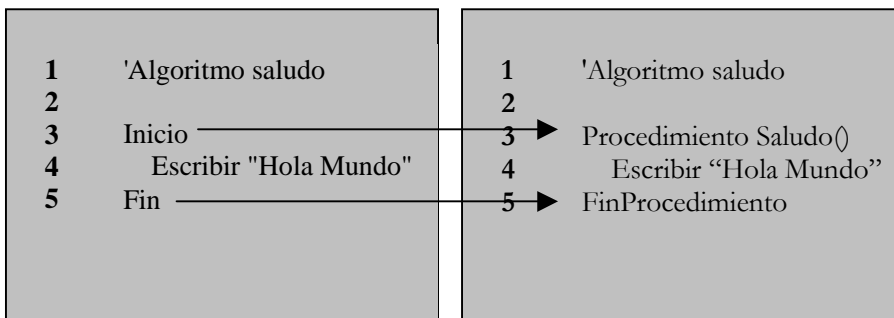 1 'Algoritmo saludo
2
3 Inicio
4 Escribir "Hola Mundo"
5 Fin
1 'Algoritmo saludo
2
3 Procedimiento Saludo()
4 Escribir “Hola Mundo”
5 FinProcedimiento